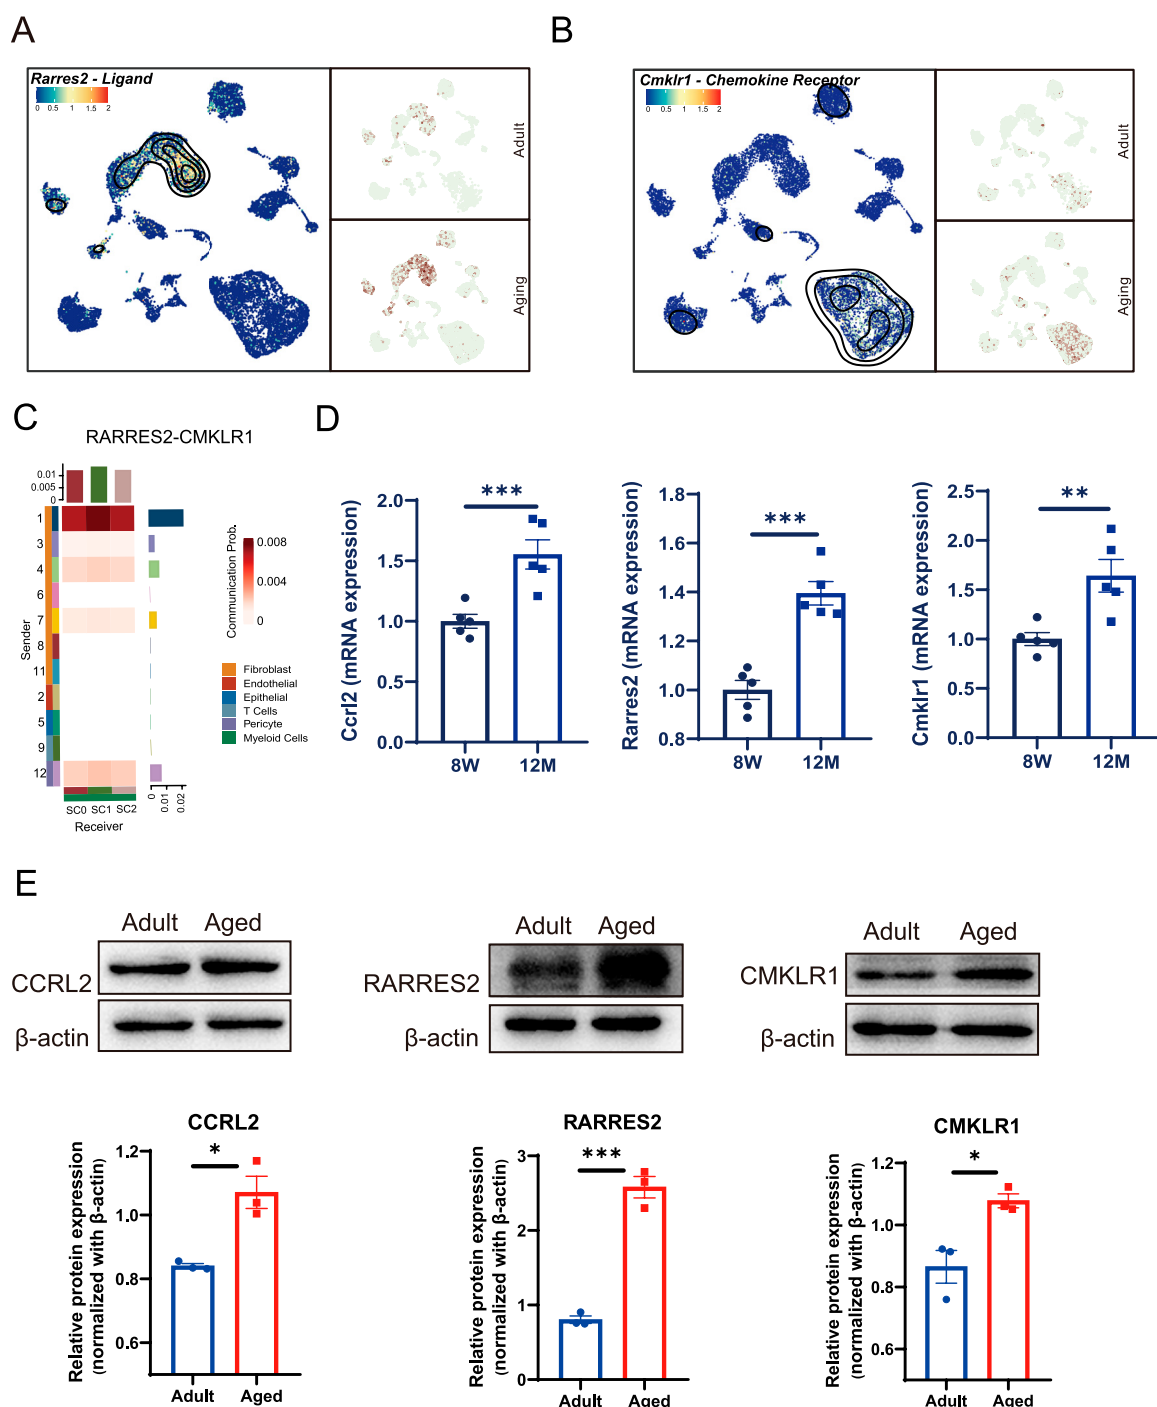 A
B
Rarres2 - Ligand
0 0.5 1 1.5 2
Adult
Aging
Cmklr1 - Chemokine Receptor
0 0.5 1 1.5 2
Adult
Aging
C
D
RARRES2-CMKLR1
0.01
0.005
0
Sender
1
3
4
6
7
8
11
2
5
9
12
SC0 SC1 SC2
Receiver
0
0.01
0.02
Communication Prob.
0.008
0.004
0
Fibroblast
Endothelial
Epithelial
T Cells
Pericyte
Myeloid Cells
Ccrl2 (mRNA expression)
2.0
1.5
1.0
0.5
0.0
***
8W 12M
Rarres2 (mRNA expression)
1.8
1.6
1.4
1.2
1.0
0.8
***
8W 12M
Cmklr1 (mRNA expression)
2.5
2.0
1.5
1.0
0.5
0.0
**
8W 12M
E
Adult Aged
CCRL2
β-actin
Adult Aged
RARRES2
β-actin
Adult Aged
CMKLR1
β-actin
CCRL2
Relative protein expression
(normalized with β-actin)
1.2
1.0
0.8
0.6
*
Adult Aged
RARRES2
Relative protein expression
(normalized with β-actin)
3
2
1
0
***
Adult Aged
CMKLR1
Relative protein expression
(normalized with β-actin)
1.2
1.0
0.8
0.6
*
Adult Aged